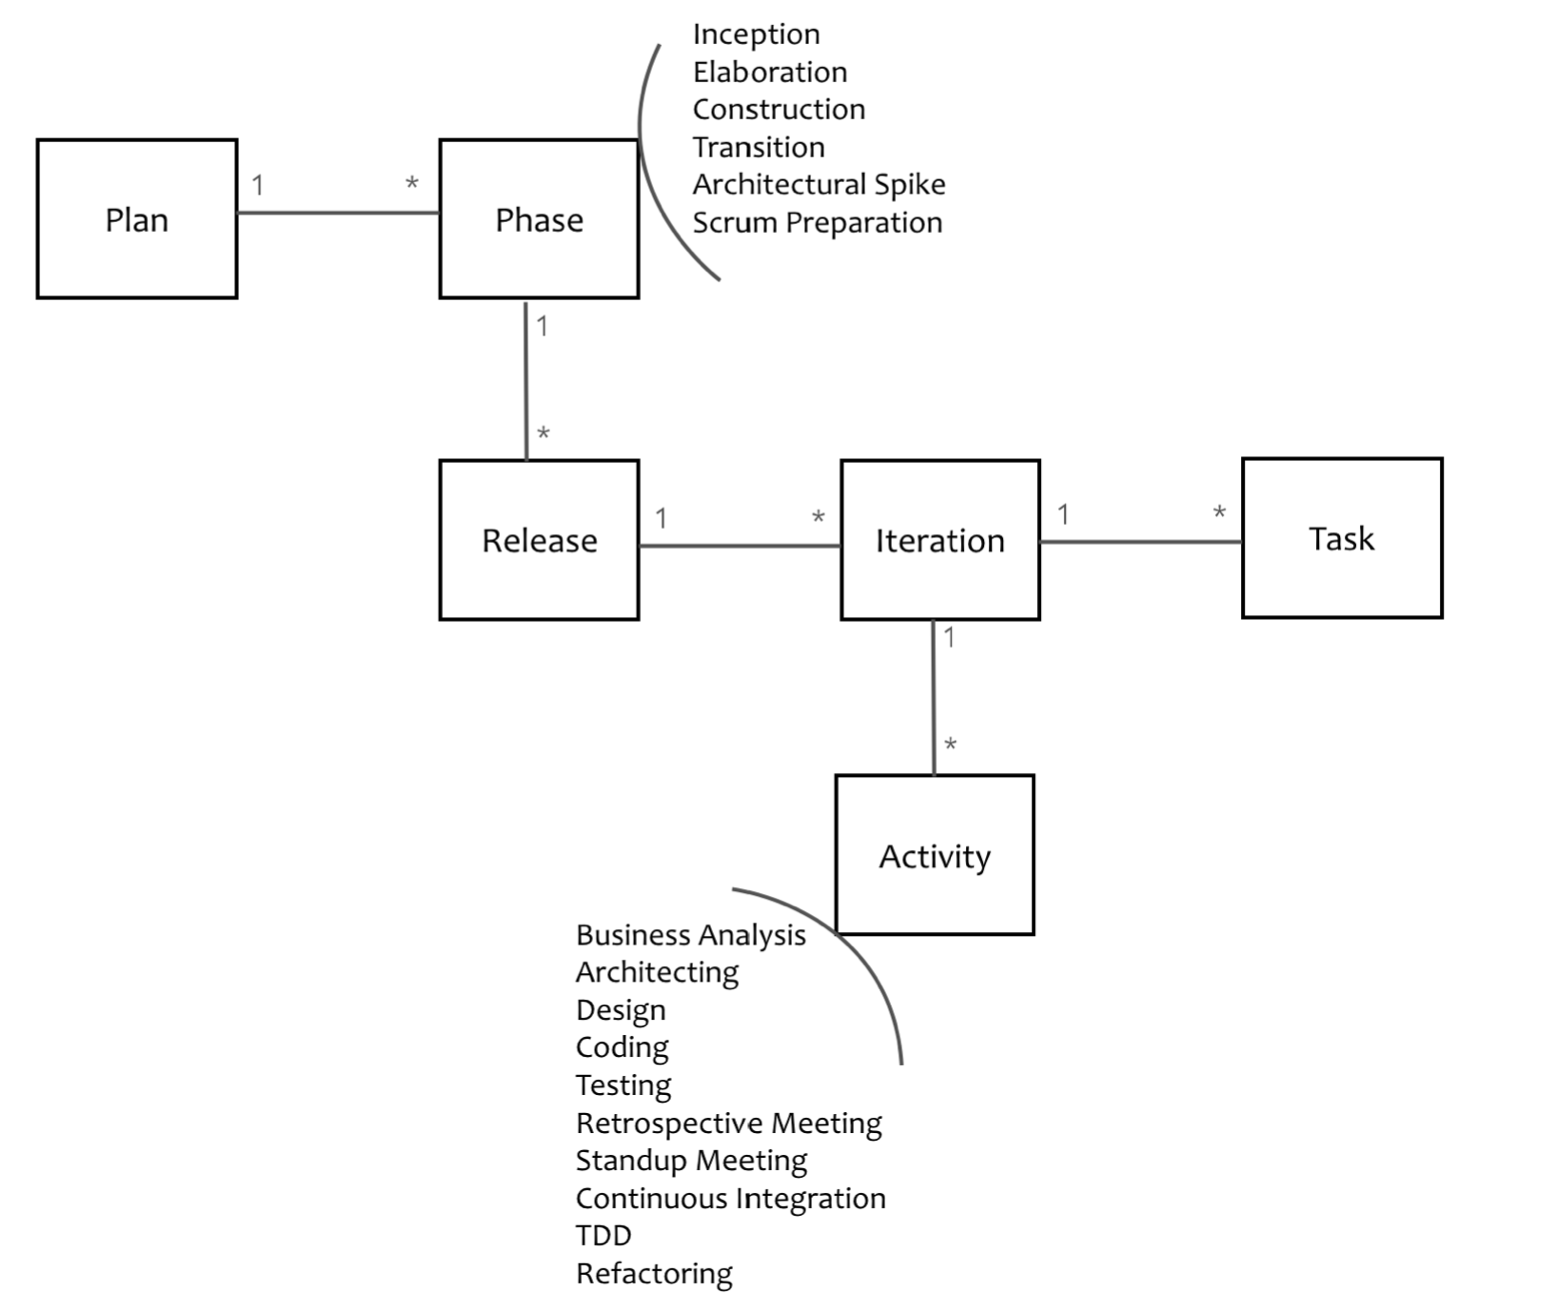 Inception
Elaboration
Construction
Transition
Architectural Spike
Scrum Preparation
Plan
1
*
Phase
1
*
Release
1
*
Iteration
1
*
Task
1
*
Activity
Business Analysis
Architecting
Design
Coding
Testing
Retrospective Meeting
Standup Meeting
Continuous Integration
TDD
Refactoring